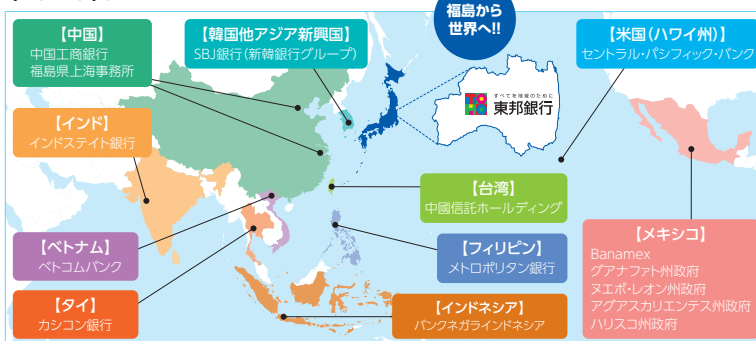 福島から
世界へ!!
【中国】
中国工商銀行
福島県上海事務所
【韓国他アジア新興国】
SBJ銀行(新韓銀行グループ)
【米国(ハワイ州)】
セントラル・パシフィック・バンク
すべてを地域のために
東邦銀行
【インド】
インドステイト銀行
【台湾】
中國信託ホールディング
【ベトナム】
ベトコムバンク
【フィリピン】
メトロポリタン銀行
【メキシコ】
Banamex
グアナファト州政府
ヌエボ・レオン州政府
アグアスカリエンテス州政府
ハリスコ州政府
【タイ】
カシコン銀行
【インドネシア】
バンクネガラインドネシア